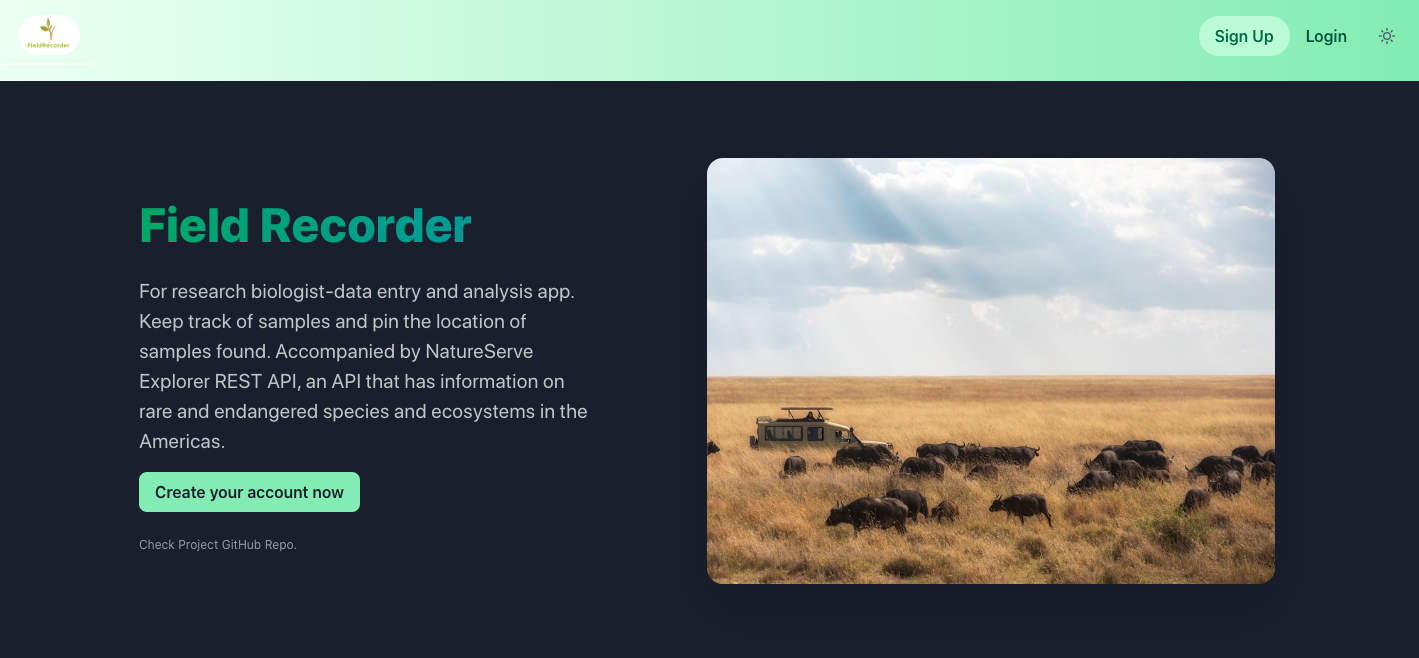 FieldRecorder
Sign Up
Login
Field Recorder
For research biologist-data entry and analysis app.
Keep track of samples and pin the location of
samples found. Accompanied by NatureServe
Explorer REST API, an API that has information on
rare and endangered species and ecosystems in the
Americas.
Create your account now
Check Project GitHub Repo.